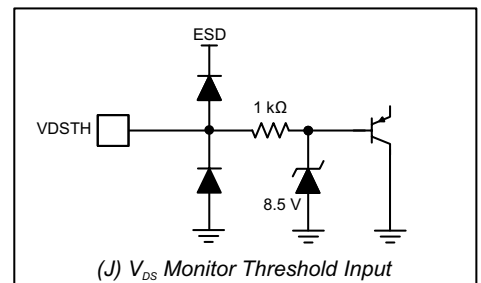 ESD
VDSTH
1 kΩ
8.5 V
(J) VDS Monitor Threshold Input